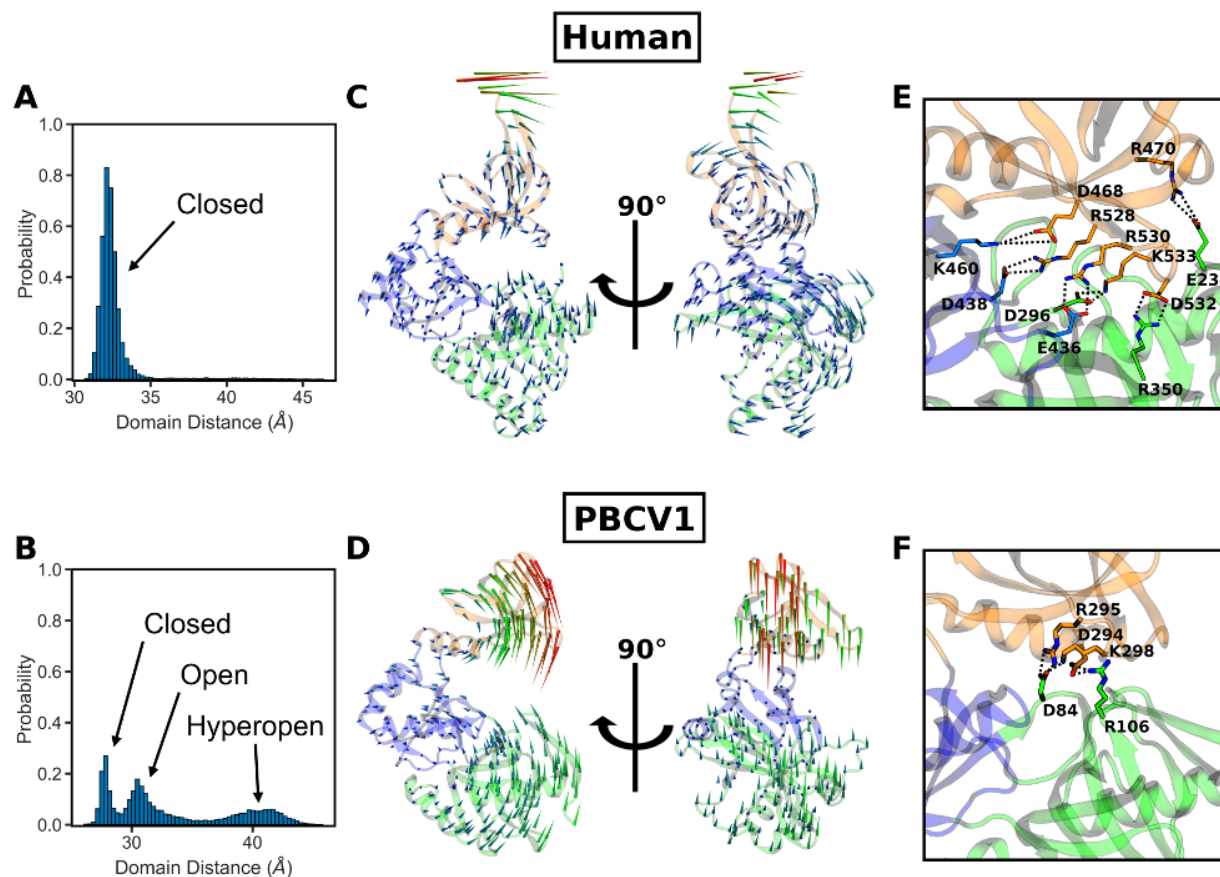 Human
A
1.0
0.8
0.6
0.4
0.2
0.0
Probability
Closed
30
35
40
45
Domain Distance (Å)
C
90°
E
R470
D468
R528
R530
K533
K460
E23
D438
D532
D296
E436
R350
PBCV1
B
1.0
0.8
0.6
0.4
0.2
0.0
Probability
Closed
Open
Hyperopen
30
40
Domain Distance (Å)
D
90°
F
R295
D294
K298
D84
R106